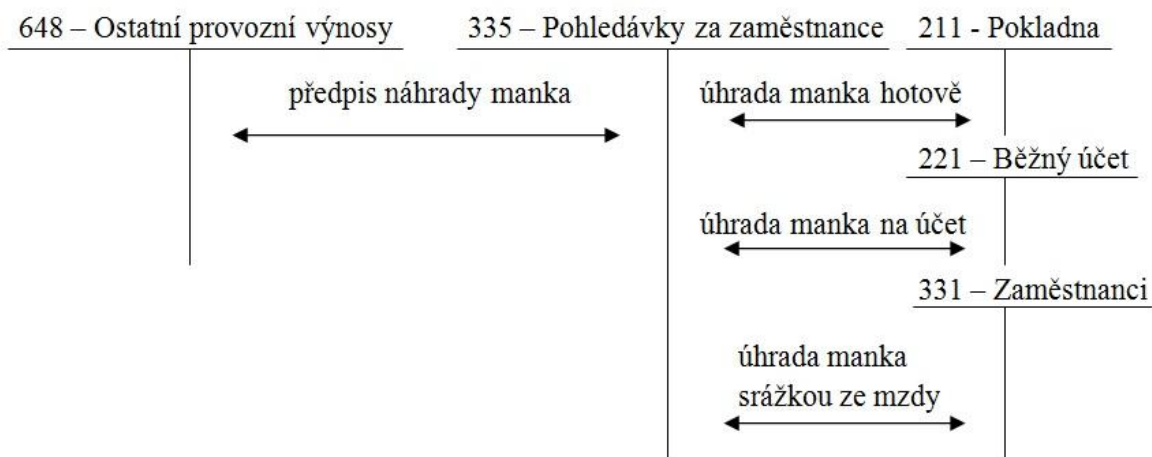 648 – Ostatní provozní výnosy
335 – Pohledávky za zaměstnance
211 - Pokladna
předpis náhrady manka
úhrada manka hotově
221 – Běžný účet
úhrada manka na účet
331 – Zaměstnanci
úhrada manka
srážkou ze mzdy